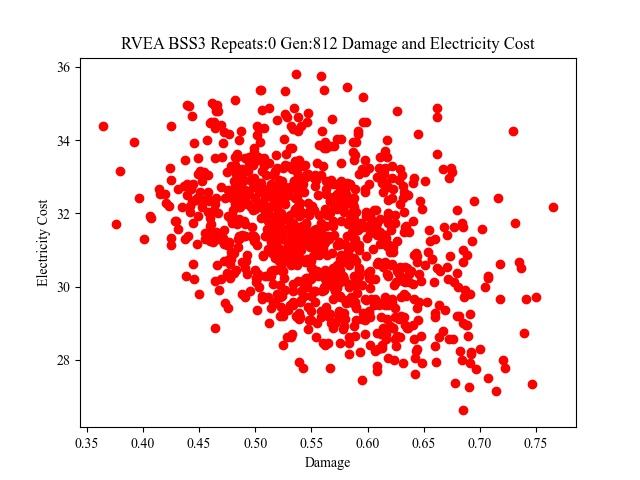 RVEA BSS3 Repeats:0 Gen:812 Damage and Electricity Cost
36
34
32
30
28
Electricity Cost
0.35 0.40 0.45 0.50 0.55 0.60 0.65 0.70 0.75
Damage